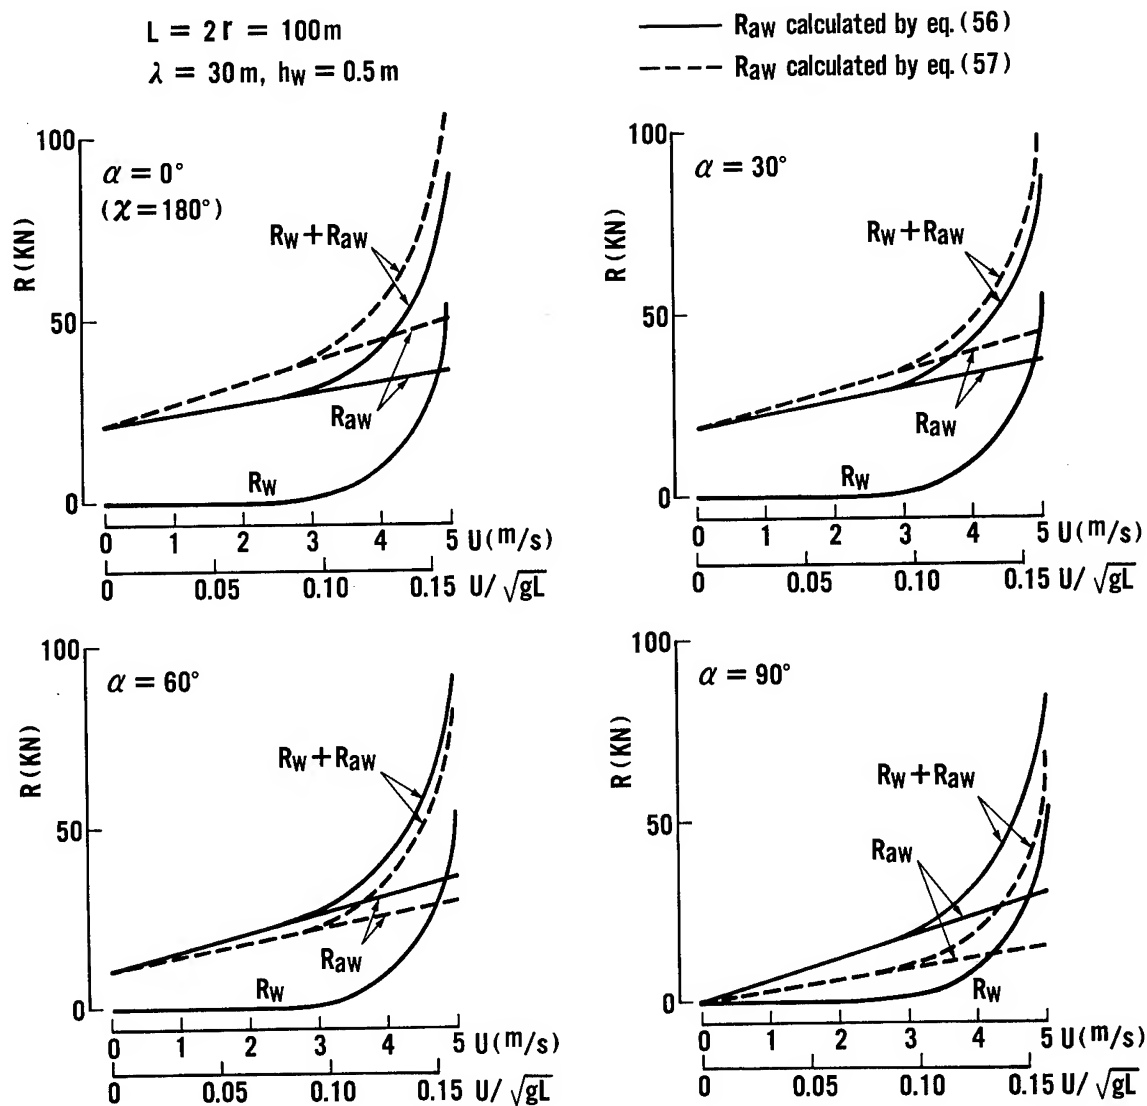 L = 2r = 100m
λ = 30m, hw = 0.5m
Raw calculated by eq. (56)
Raw calculated by eq. (57)
100
α = 0°
(χ = 180°)
R (KN)
Rw + Raw
50
Raw
Rw
0
0 1 2 3 4 5 U(m/s)
0 0.05 0.10 0.15 U/√gL
100
α = 30°
R (KN)
Rw + Raw
50
Raw
Rw
0
0 1 2 3 4 5 U(m/s)
0 0.05 0.10 0.15 U/√gL
100
α = 60°
R (KN)
Rw + Raw
50
Raw
Rw
0
0 1 2 3 4 5 U(m/s)
0 0.05 0.10 0.15 U/√gL
100
α = 90°
R (KN)
Rw + Raw
50
Raw
Rw
0
0 1 2 3 4 5 U(m/s)
0 0.05 0.10 0.15 U/√gL